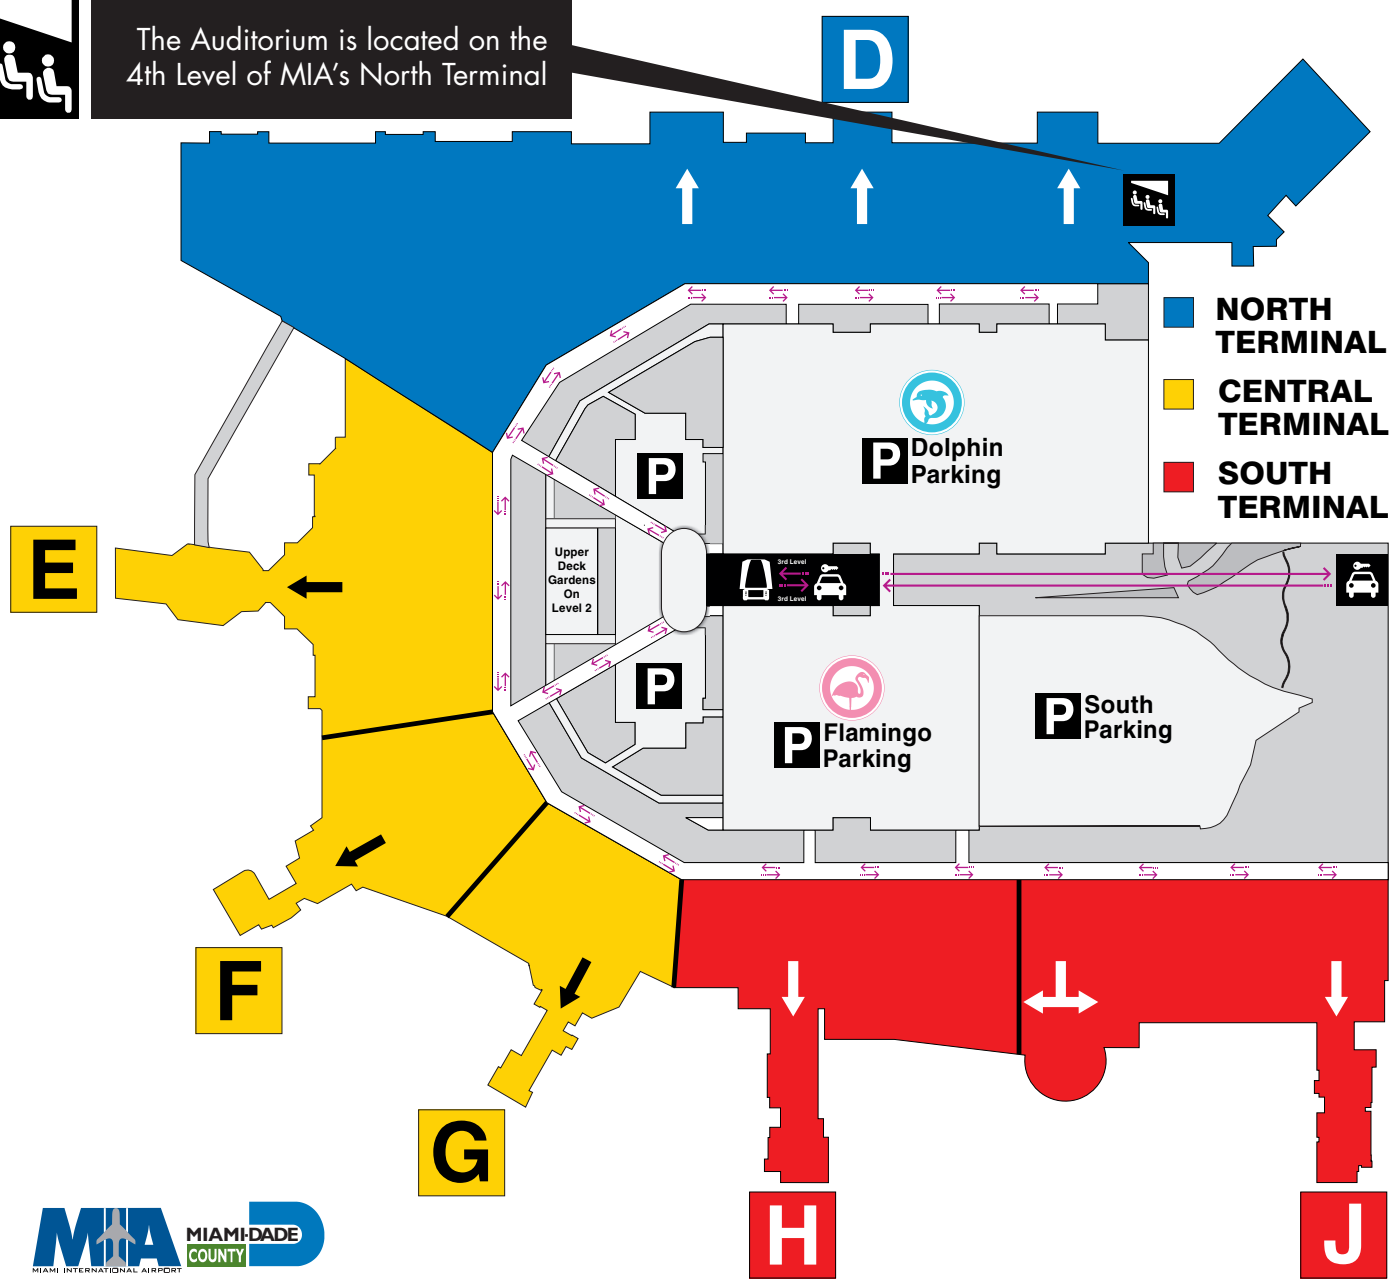 The Auditorium is located on the
4th Level of MIA's North Terminal
D
NORTH
TERMINAL
CENTRAL
TERMINAL
SOUTH
TERMINAL
P
Dolphin
Parking
P
E
Upper
Deck
Gardens
On
Level 2
3rd Level
3rd Level
P
P
Flamingo
Parking
P
South
Parking
F
G
H
J
MIA
MIAMI INTERNATIONAL AIRPORT
MIAMI-DADE
COUNTY